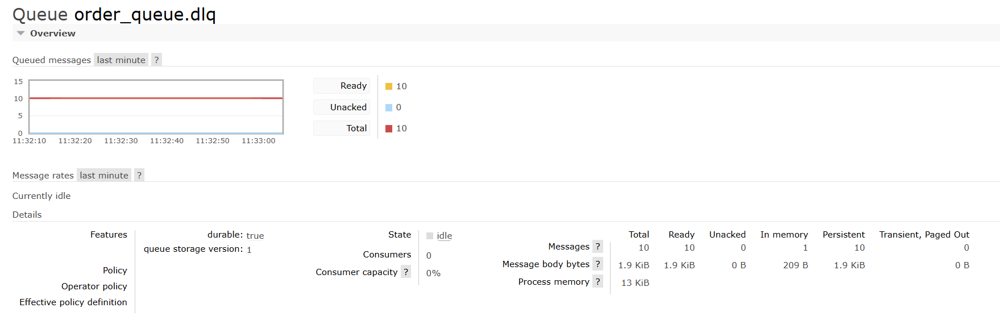 Queue order_queue.dlq
Overview
Queued messages last minute ?
15
10
5
0
11:32:10 11:32:20 11:32:30 11:32:40 11:32:50 11:33:00
Ready 10
Unacked 0
Total 10
Message rates last minute ?
Currently idle
Details
Features durable: true
queue storage version: 1
Policy
Operator policy
Effective policy definition
State idle
Consumers 0
Consumer capacity ? 0%
Total Ready Unacked In memory Persistent Transient, Paged Out
Messages ? 10 10 0 1 10 0
Message body bytes ? 1.9 KiB 1.9 KiB 0 B 209 B 1.9 KiB 0 B
Process memory ? 13 KiB